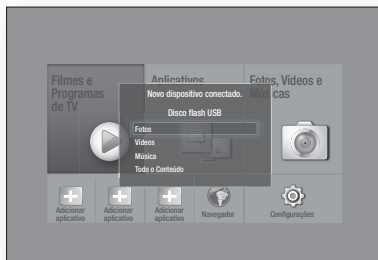 Filmes e
Programas
de TV
Aplicativos
Fotos, Vídeos e
Músicas
Novo dispositivo conectado.
Disco flash USB
Fotos
Vídeos
Música
Todo o Conteúdo
Adicionar
aplicativo
Adicionar
aplicativo
Adicionar
aplicativo
Navegador
Configurações